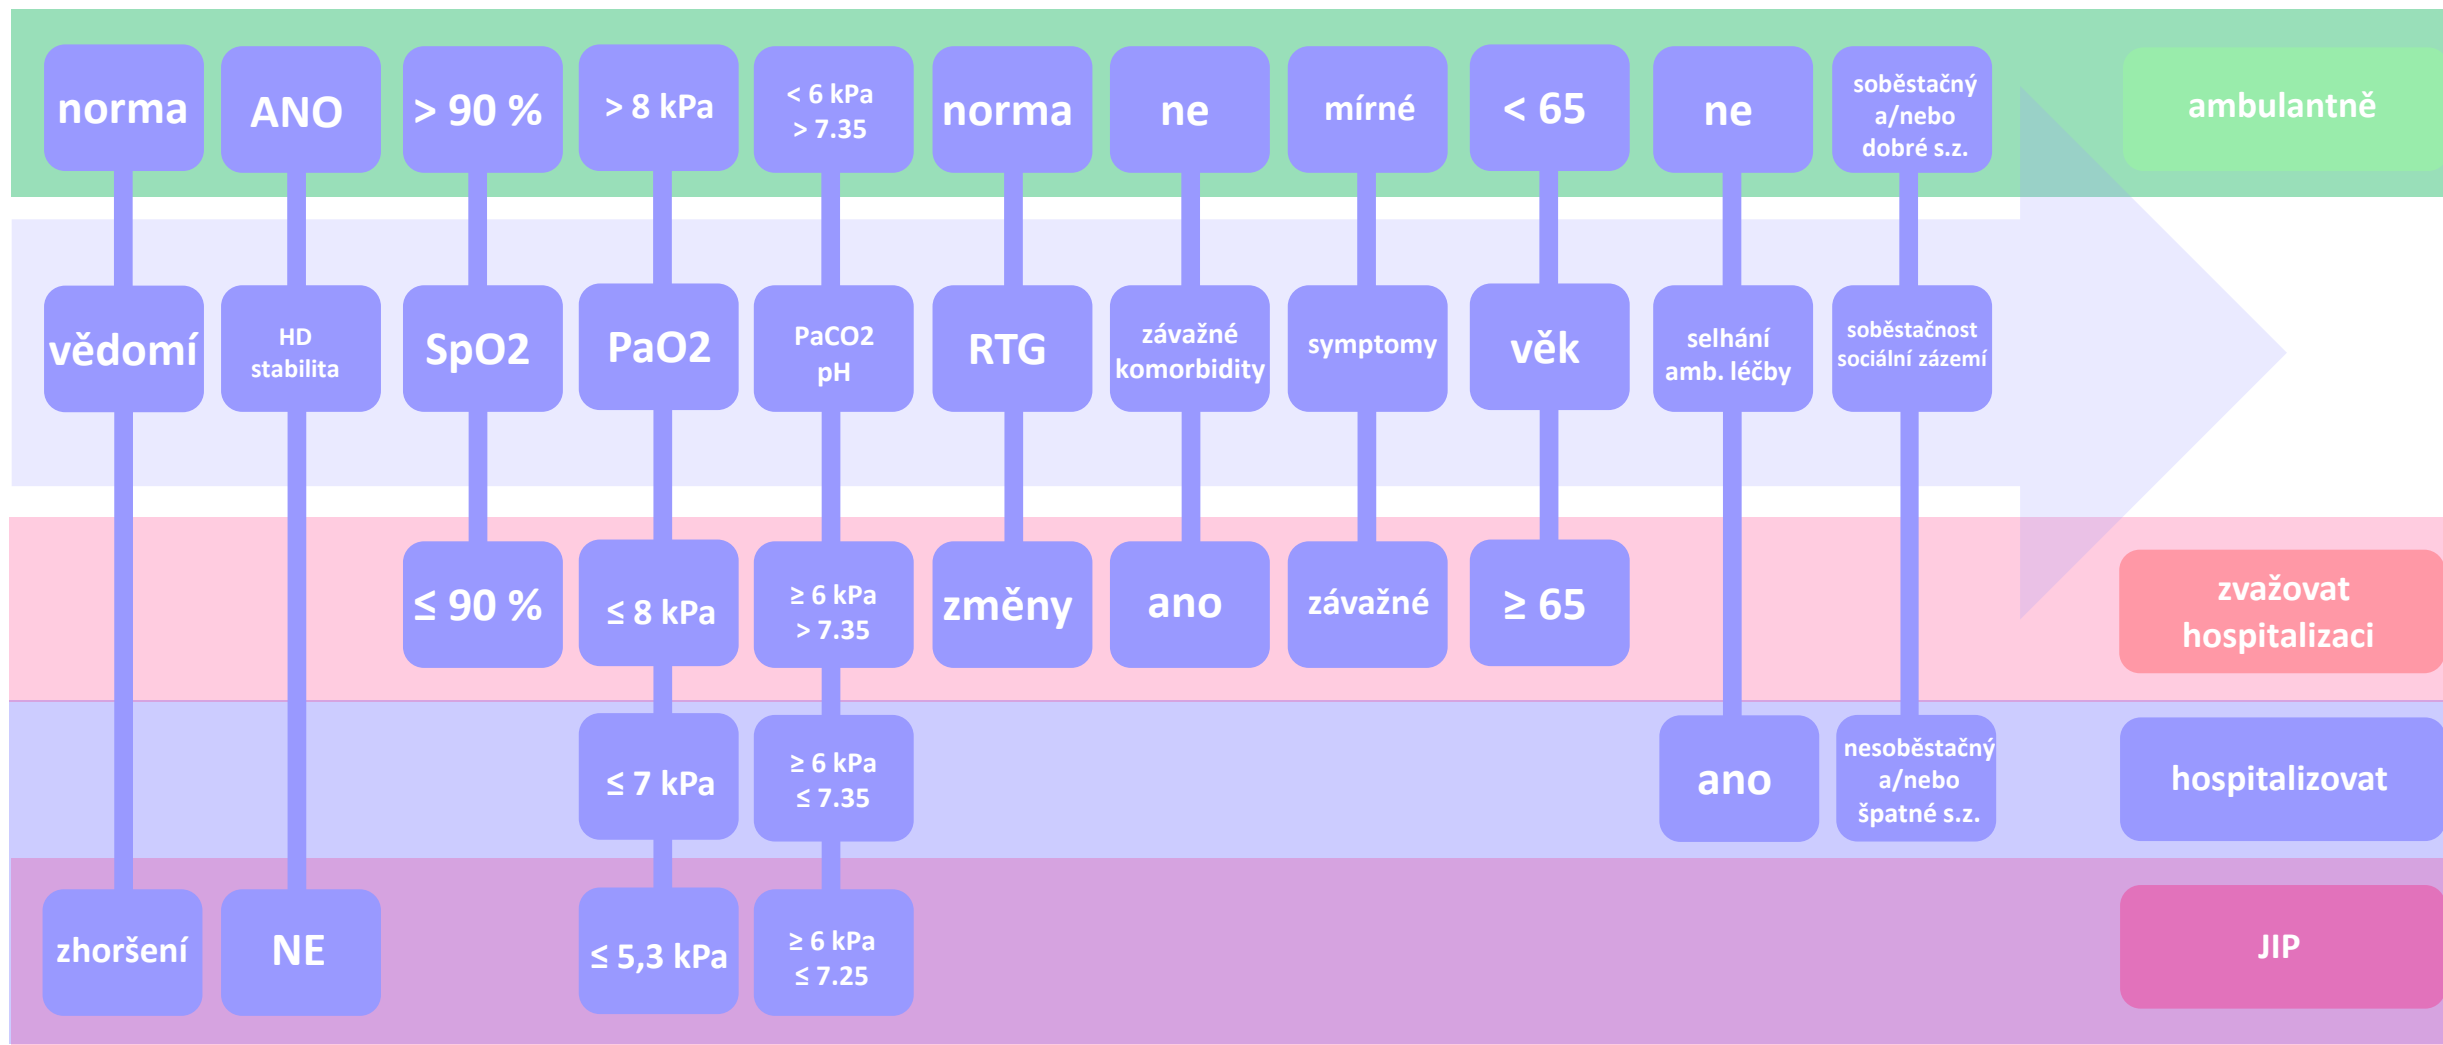 norma
ANO
> 90 %
> 8 kPa
< 6 kPa
> 7.35
norma
ne
mírné
< 65
ne
soběstačný
a/nebo
dobré s.z.
ambulantně
vědomí
HD
stabilita
SpO2
PaO2
PaCO2
pH
RTG
závažné
komorbidity
symptomy
věk
selhání
amb. léčby
soběstačnost
sociální zázemí
≤ 90 %
≤ 8 kPa
≥ 6 kPa
> 7.35
změny
ano
závažné
≥ 65
zvažovat
hospitalizaci
≤ 7 kPa
≥ 6 kPa
≤ 7.35
ano
nesoběstačný
a/nebo
špatné s.z.
hospitalizovat
zhoršení
NE
≤ 5,3 kPa
≥ 6 kPa
≤ 7.25
JIP